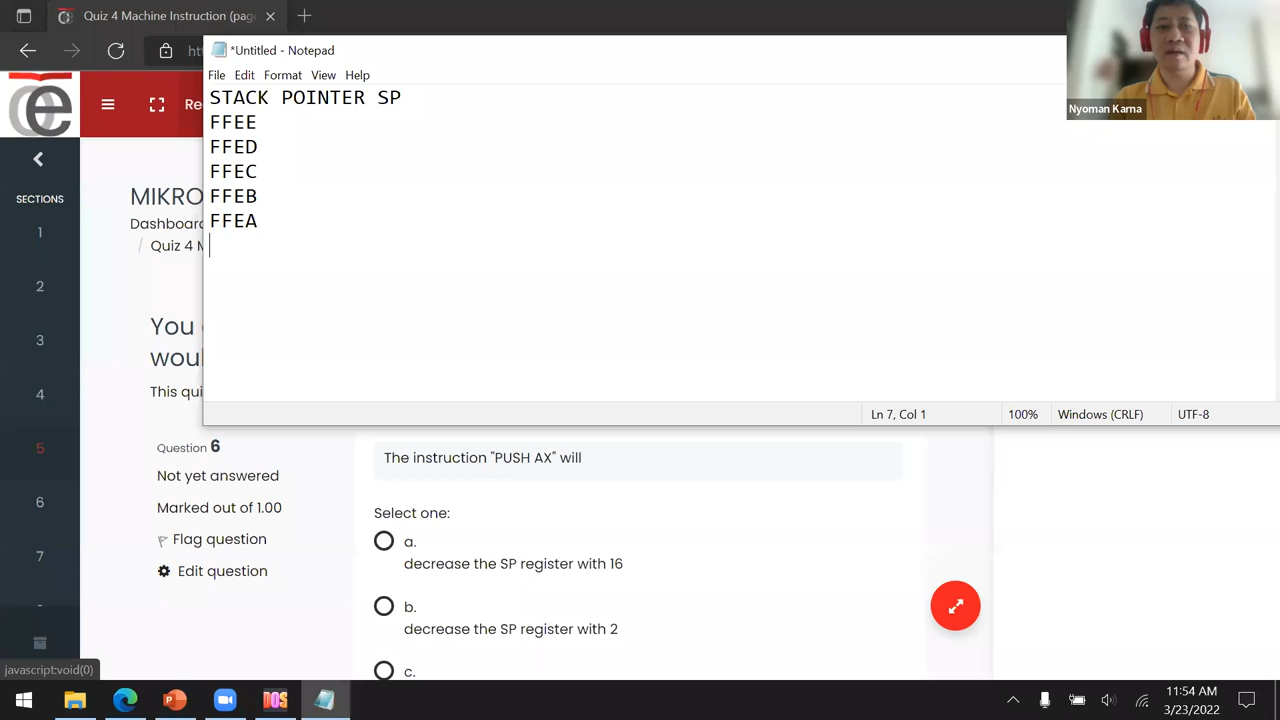 Quiz 4 Machine Instruction (pag
*Untitled - Notepad
File Edit Format View Help
STACK POINTER SP
FFEE
FFED
FFEC
FFEB
FFEA
Ln 7, Col 1 100% Windows (CRLF) UTF-8
Nyoman Karna
htt
Re
SECTIONS
1
2
3
4
5
6
7
MIKRO
Dashboard
/ Quiz 4 M
You
woul
This qui
Question 6
Not yet answered
Marked out of 1.00
Flag question
Edit question
The instruction "PUSH AX" will
Select one:
a.
decrease the SP register with 16
b.
decrease the SP register with 2
c.
javascript:void(0)
DOS
11:54 AM
3/23/2022